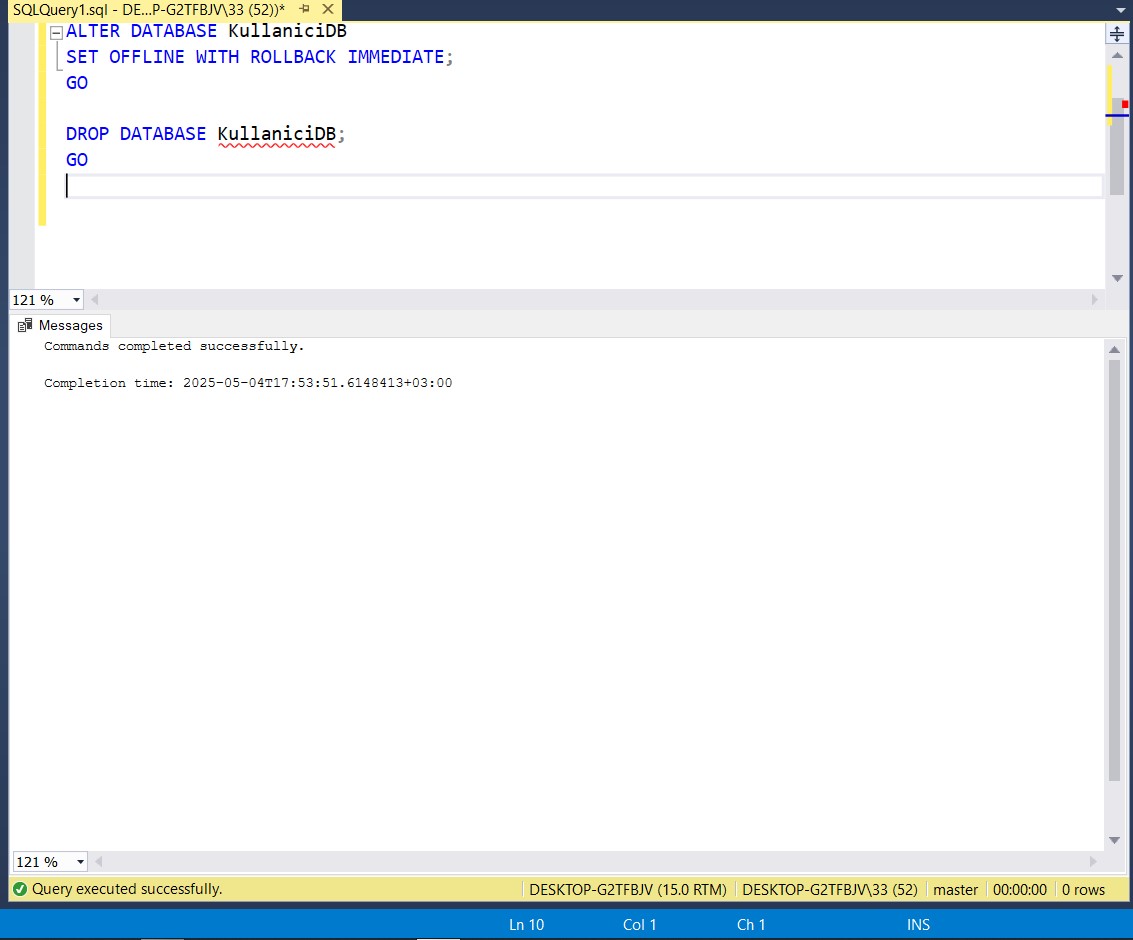 SQLQuery1.sql - DE...P-G2TFBJV\33 (52))*
ALTER DATABASE KullaniciDB
SET OFFLINE WITH ROLLBACK IMMEDIATE;
GO
DROP DATABASE KullaniciDB;
GO
121 %
Messages
Commands completed successfully.
Completion time: 2025-05-04T17:53:51.6148413+03:00
121 %
Query executed successfully. DESKTOP-G2TFBJV (15.0 RTM) DESKTOP-G2TFBJV\33 (52) master 00:00:00 0 rows
Ln 10 Col 1 Ch 1 INS